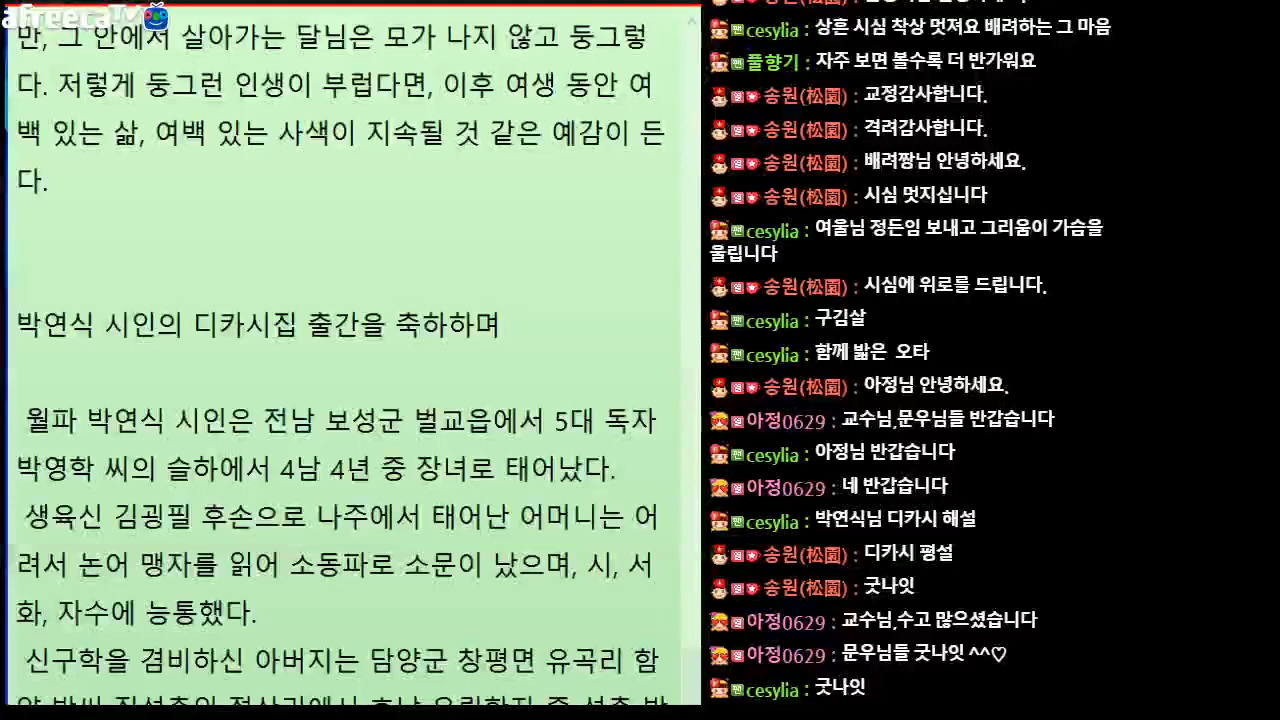 afreecaTV
만, 그 안에서 살아가는 달님은 모가 나지 않고 둥그렇
다. 저렇게 둥그런 인생이 부럽다면, 이후 여생 동안 여
백 있는 삶, 여백 있는 사색이 지속될 것 같은 예감이 든
다.
박연식 시인의 디카시집 출간을 축하하며
월파 박연식 시인은 전남 보성군 벌교읍에서 5대 독자
박영학 씨의 슬하에서 4남 4년 중 장녀로 태어났다.
생육신 김굉필 후손으로 나주에서 태어난 어머니는 어
려서 논어 맹자를 읽어 소동파로 소문이 났으며, 시, 서
화, 자수에 능통했다.
신구학을 겸비하신 아버지는 담양군 창평면 유곡리 함
cesylia : 상흔 시심 착상 멋져요 배려하는 그 마음
풀향기 : 자주 보면 볼수록 더 반가워요
송원(松園) : 교정감사합니다.
송원(松園) : 격려감사합니다.
송원(松園) : 배려짱님 안녕하세요.
송원(松園) : 시심 멋지십니다
cesylia : 여울님 정든임 보내고 그리움이 가슴을
울립니다
송원(松園) : 시심에 위로를 드립니다.
cesylia : 구김살
cesylia : 함께 밟은 오타
송원(松園) : 아정님 안녕하세요.
아정0629 : 교수님,문우님들 반갑습니다
cesylia : 아정님 반갑습니다
아정0629 : 네 반갑습니다
cesylia : 박연식님 디카시 해설
송원(松園) : 디카시 평설
송원(松園) : 굿나잇
아정0629 : 교수님,수고 많으셨습니다
아정0629 : 문우님들 굿나잇 ^^♡
cesylia : 굿나잇